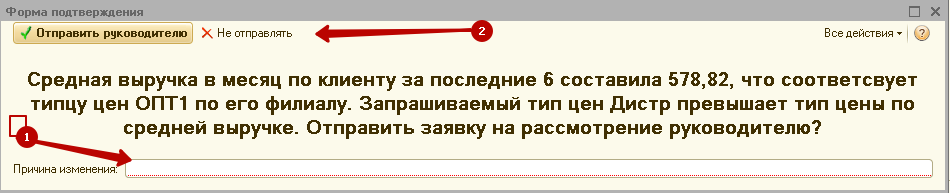 Форма подтверждения
Отправить руководителю Не отправлять 2 Все действия ?
Средная выручка в месяц по клиенту за последние 6 составила 578,82, что соответсвует
типцу цен ОПТ1 по его филиалу. Запрашиваемый тип цен Дистр превышает тип цены по
средней выручке. Отправить заявку на рассмотрение руководителю?
1
Причина изменения: